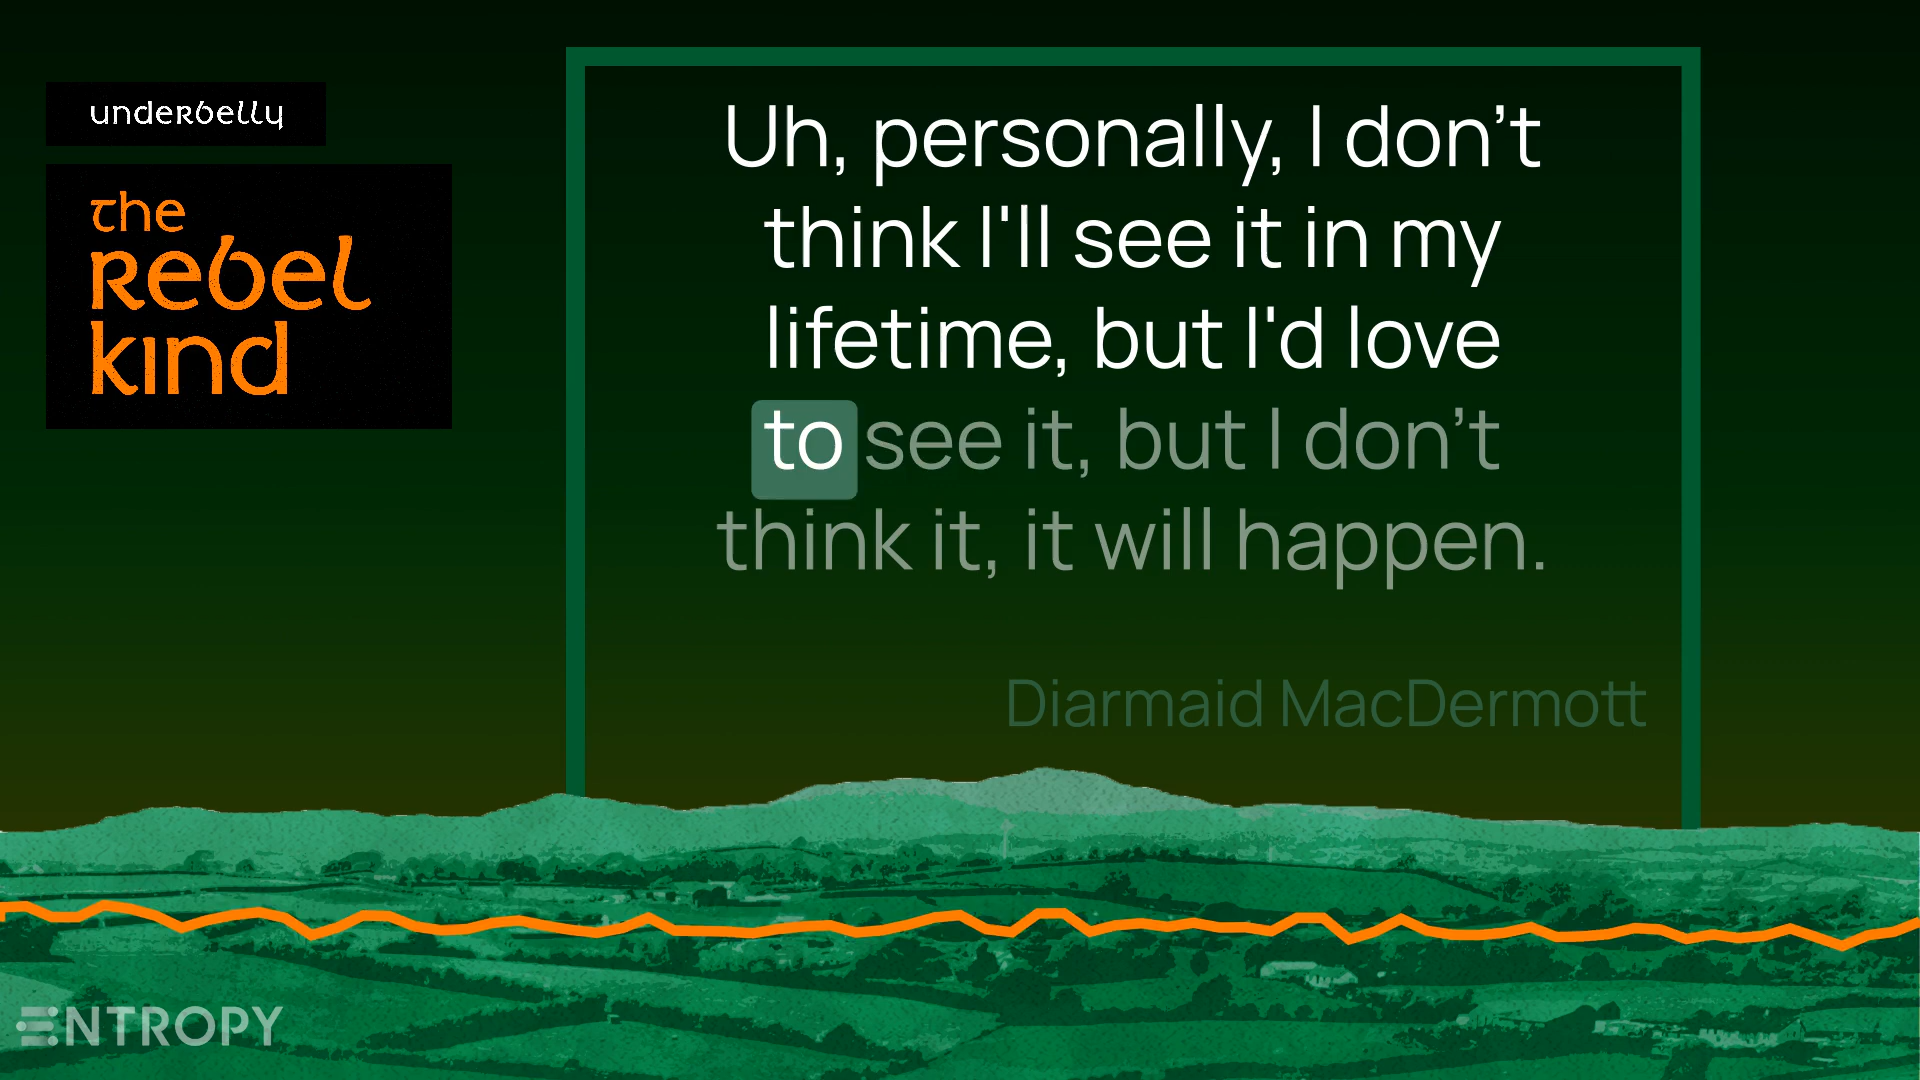 underbelly
the
Rebel
kind
Uh, personally, I don’t
think I'll see it in my
lifetime, but I'd love
to see it, but I don’t
think it, it will happen.
Diarmaid MacDermott
ENTROPY